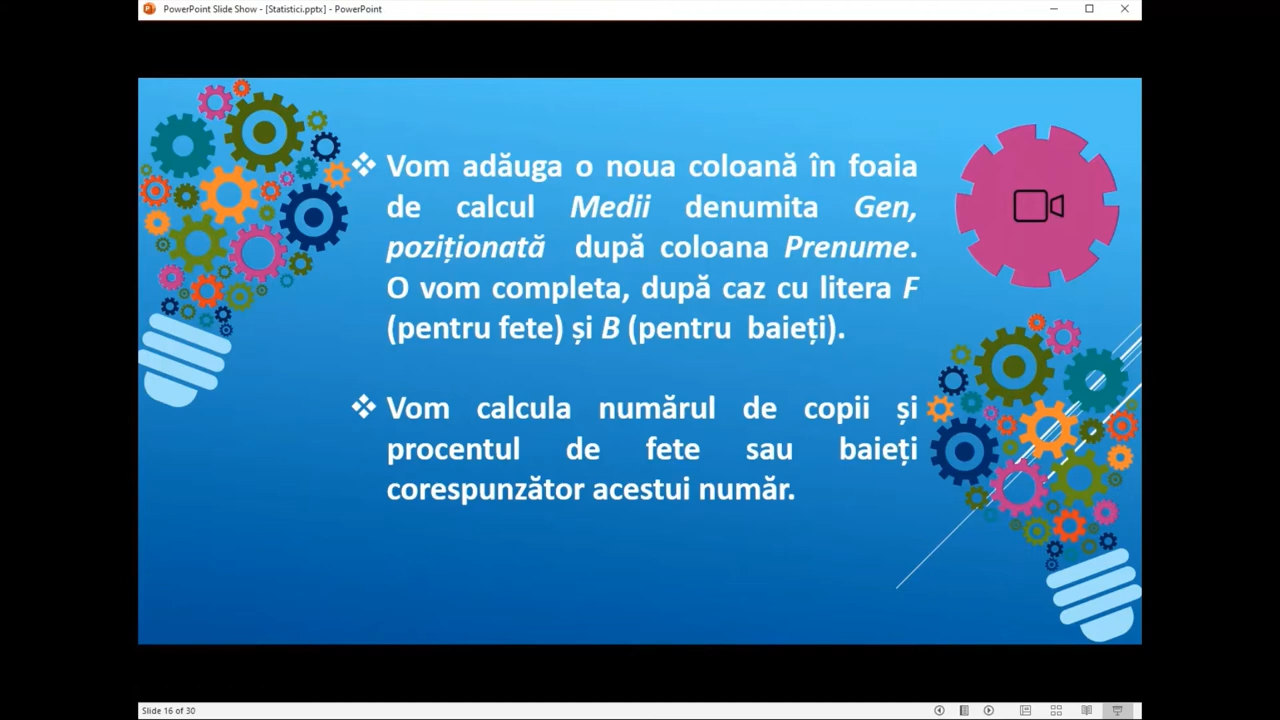 PowerPoint Slide Show - [Statistici.pptx] - PowerPoint
Vom adăuga o noua coloană în foaia
de calcul Medii denumita Gen,
poziționată după coloana Prenume.
O vom completa, după caz cu litera F
(pentru fete) și B (pentru baieți).
Vom calcula numărul de copii și
procentul de fete sau baieți
corespunzător acestui număr.
Slide 16 of 30